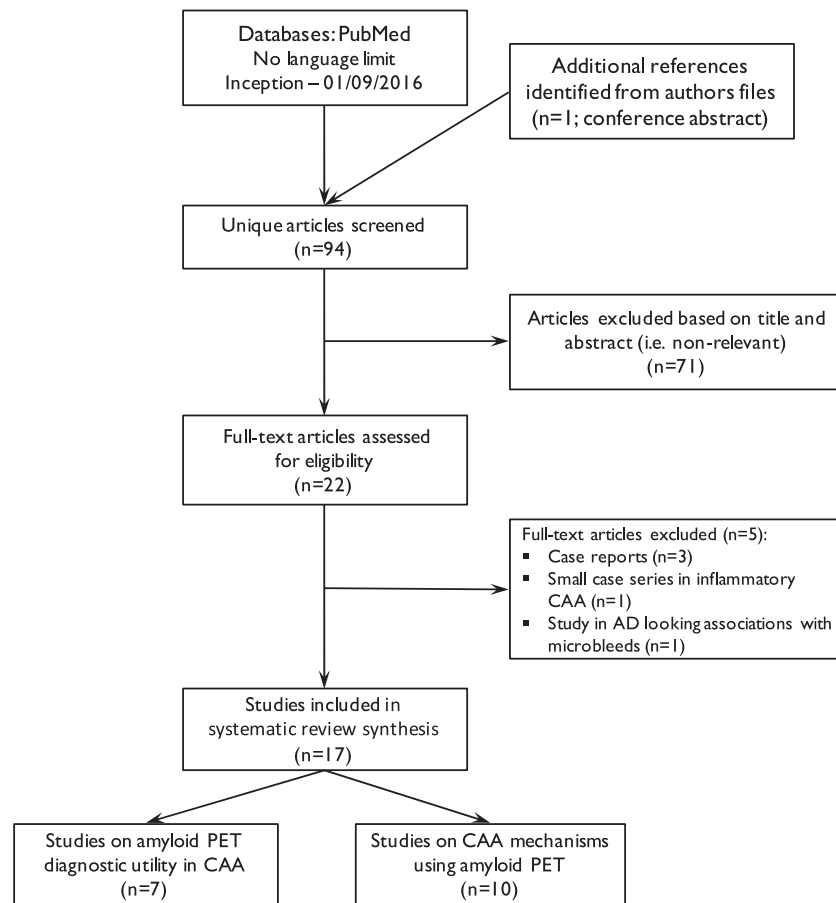 Databases: PubMed
No language limit
Inception – 01/09/2016
Additional references
identified from authors files
(n=1; conference abstract)
Unique articles screened
(n=94)
Articles excluded based on title and
abstract (i.e. non-relevant)
(n=71)
Full-text articles assessed
for eligibility
(n=22)
Full-text articles excluded (n=5):
▪ Case reports (n=3)
▪ Small case series in inflammatory
CAA (n=1)
▪ Study in AD looking associations with
microbleeds (n=1)
Studies included in
systematic review synthesis
(n=17)
Studies on amyloid PET
diagnostic utility in CAA
(n=7)
Studies on CAA mechanisms
using amyloid PET
(n=10)